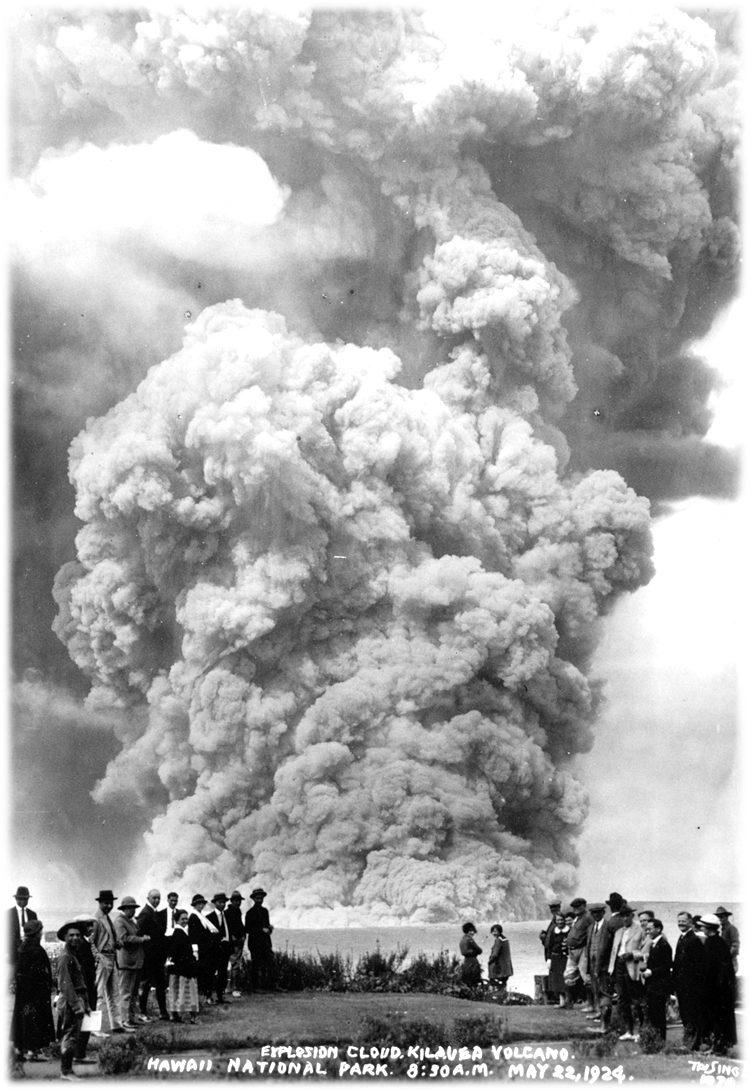 EXPLOSION CLOUD. KILAUEA VOLCANO.
HAWAII NATIONAL PARK. 8:30 A.M. MAY 22, 1924.
TAI SING